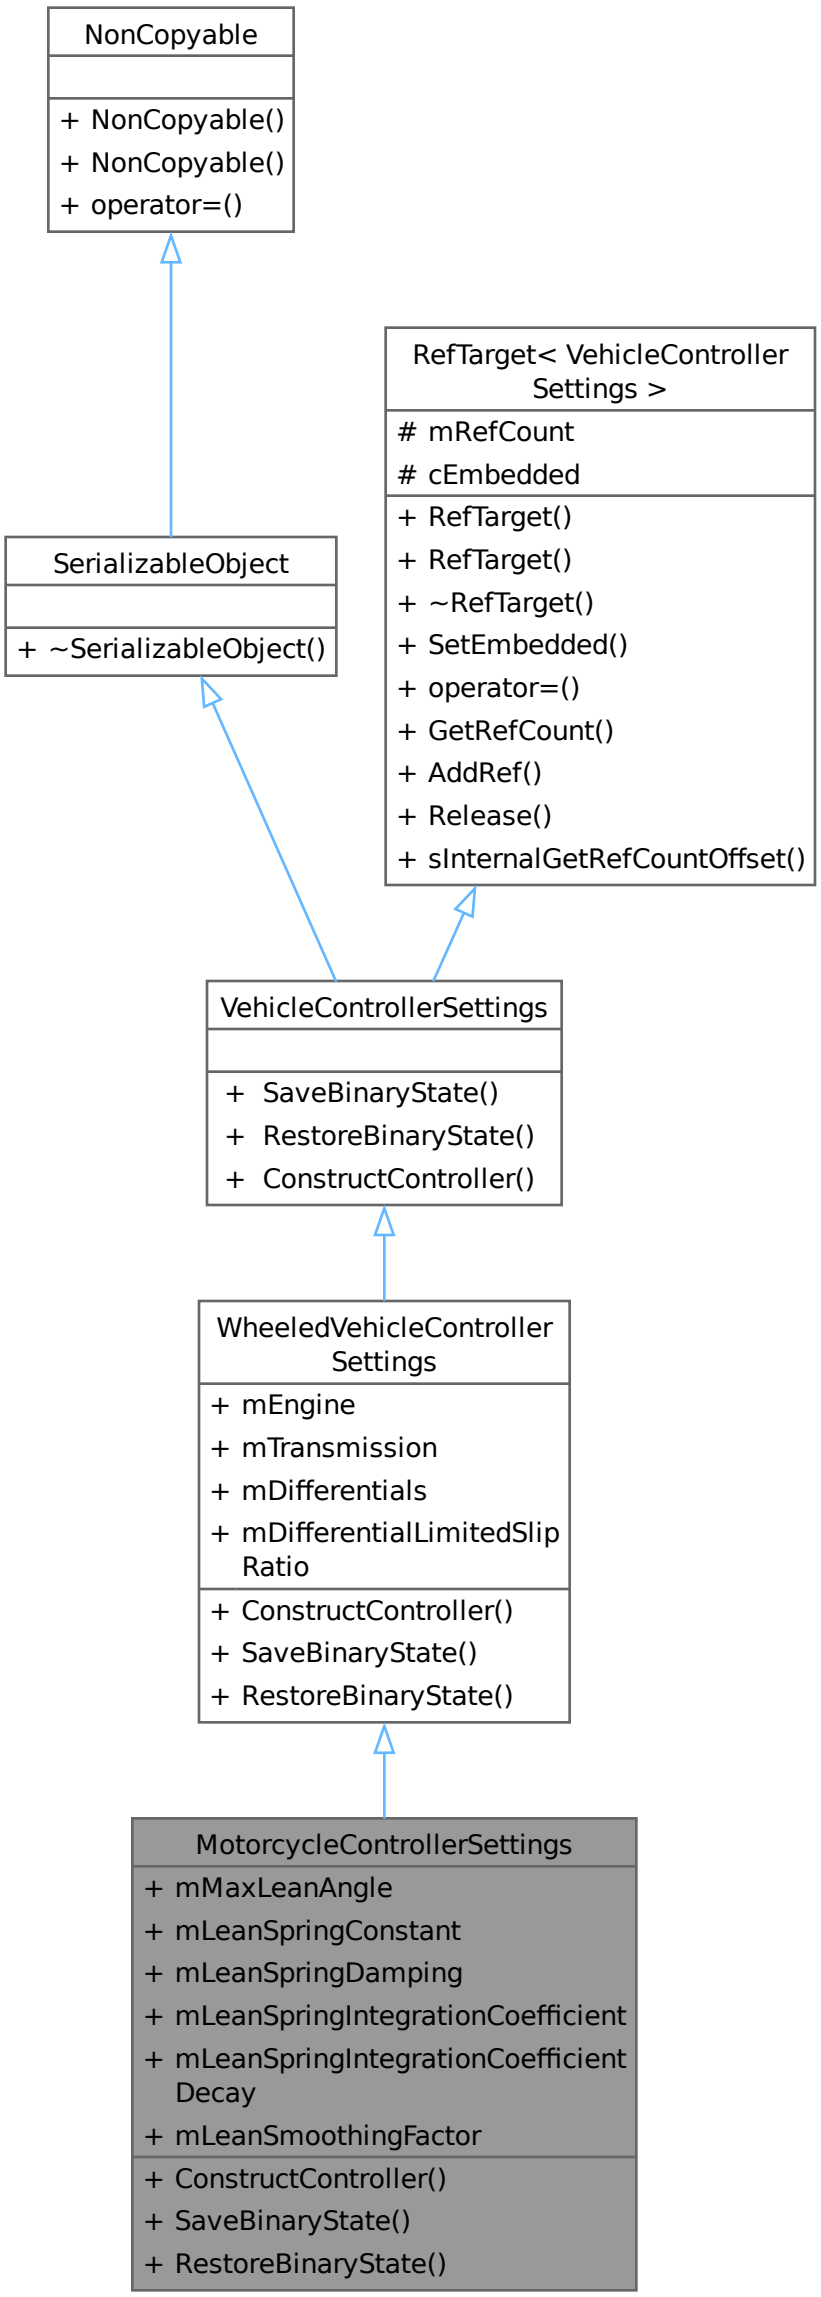 NonCopyable
+ NonCopyable()
+ NonCopyable()
+ operator=()
RefTarget< VehicleController
Settings >
# mRefCount
# cEmbedded
+ RefTarget()
+ RefTarget()
+ ~RefTarget()
+ SetEmbedded()
+ operator=()
+ GetRefCount()
+ AddRef()
+ Release()
+ sInternalGetRefCountOffset()
SerializableObject
+ ~SerializableObject()
VehicleControllerSettings
+ SaveBinaryState()
+ RestoreBinaryState()
+ ConstructController()
WheeledVehicleController
Settings
+ mEngine
+ mTransmission
+ mDifferentials
+ mDifferentialLimitedSlip
Ratio
+ ConstructController()
+ SaveBinaryState()
+ RestoreBinaryState()
MotorcycleControllerSettings
+ mMaxLeanAngle
+ mLeanSpringConstant
+ mLeanSpringDamping
+ mLeanSpringIntegrationCoefficient
+ mLeanSpringIntegrationCoefficient
Decay
+ mLeanSmoothingFactor
+ ConstructController()
+ SaveBinaryState()
+ RestoreBinaryState()